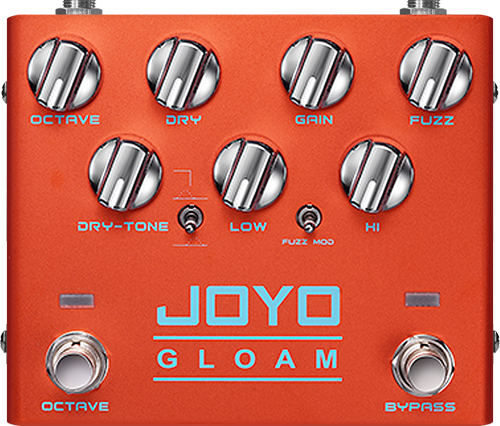 OCTAVE DRY GAIN FUZZ
DRY-TONE LOW FUZZ MOD HI
JOYO
GLOAM
OCTAVE BYPASS